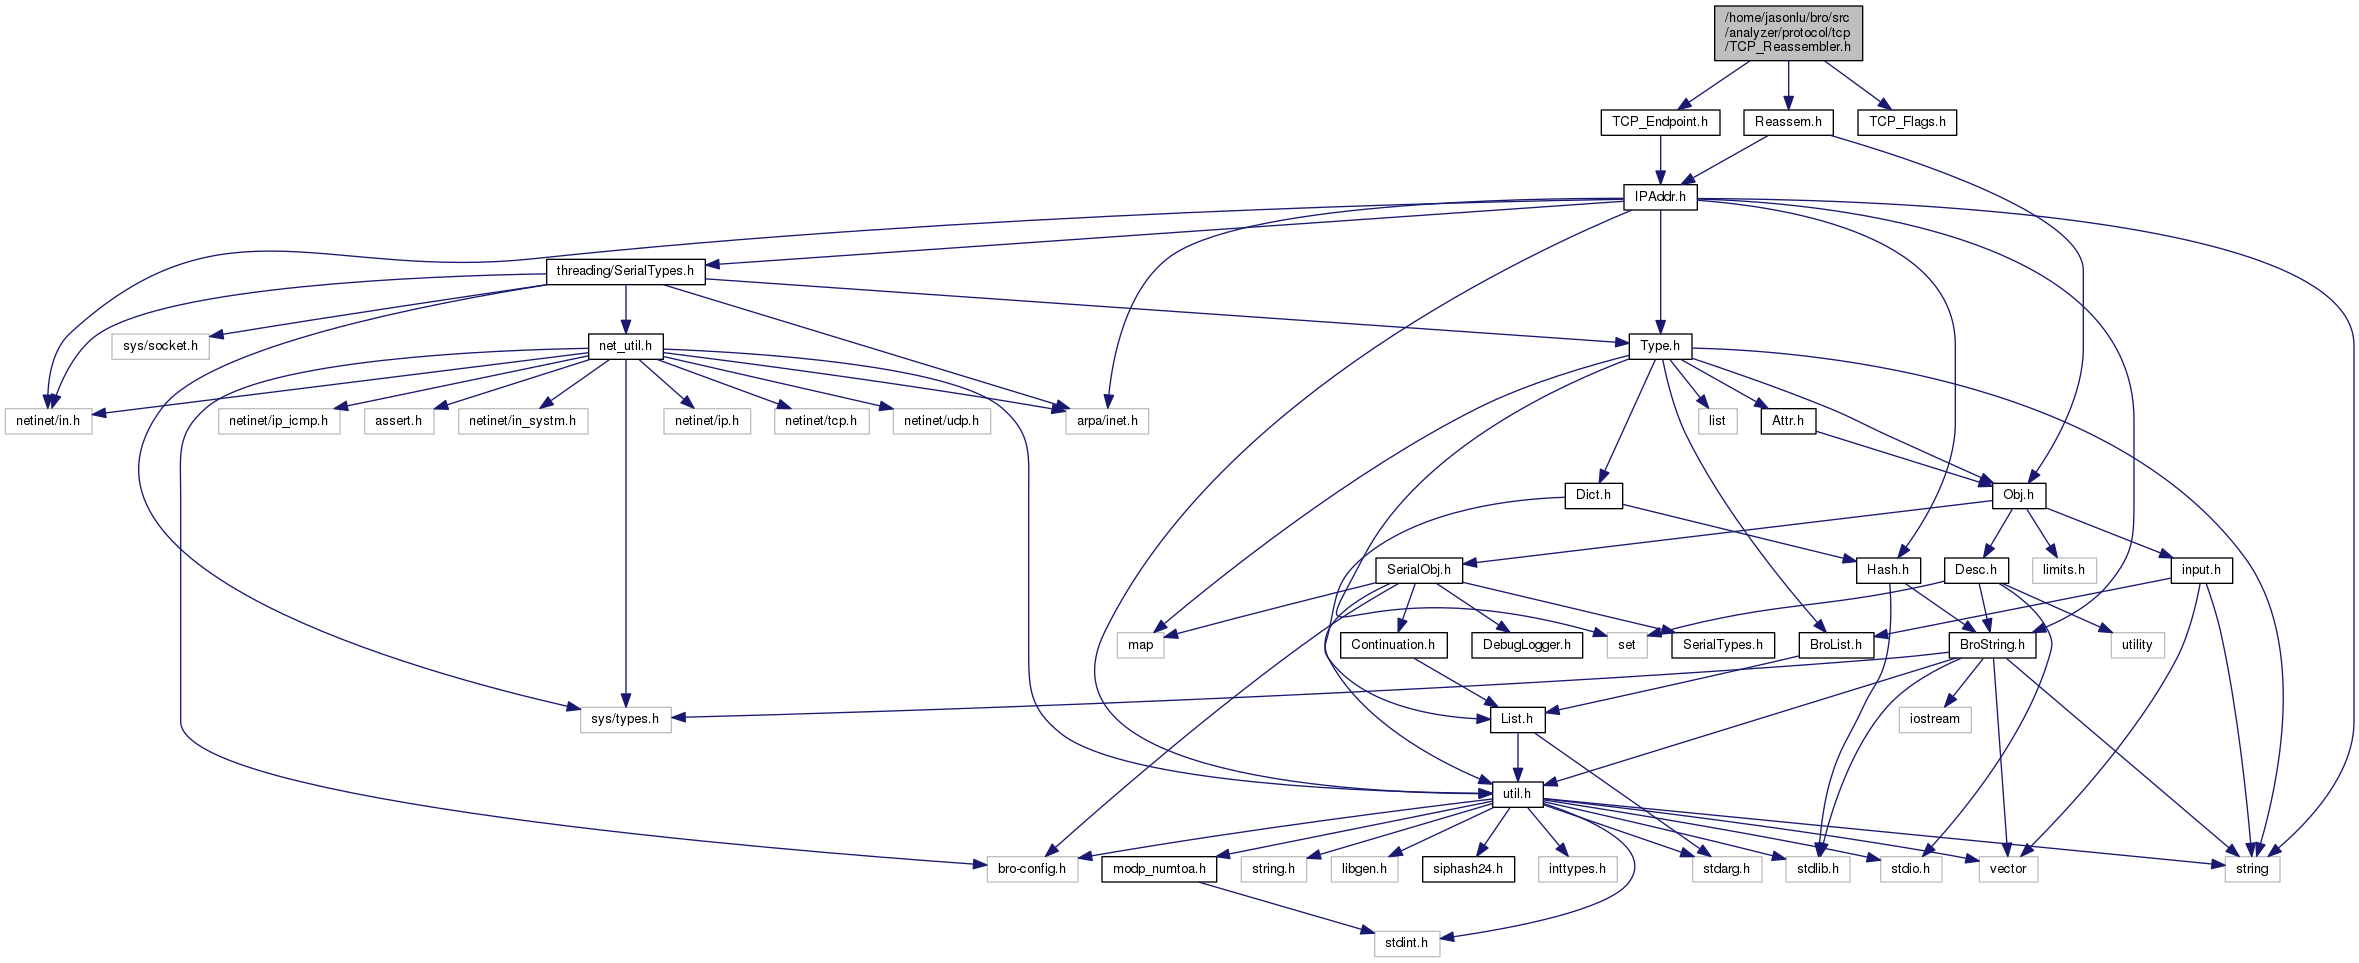 /home/jasonlu/bro/src
/analyzer/protocol/tcp
/TCP_Reassembler.h
TCP_Endpoint.h
Reassem.h
TCP_Flags.h
IPAddr.h
threading/SerialTypes.h
sys/socket.h
net_util.h
Type.h
netinet/in.h
netinet/ip_icmp.h
assert.h
netinet/in_systm.h
netinet/ip.h
netinet/tcp.h
netinet/udp.h
arpa/inet.h
list
Attr.h
Dict.h
Obj.h
SerialObj.h
Hash.h
Desc.h
limits.h
input.h
map
Continuation.h
DebugLogger.h
set
SerialTypes.h
BroList.h
BroString.h
utility
sys/types.h
List.h
iostream
util.h
bro-config.h
modp_numtoa.h
string.h
libgen.h
siphash24.h
inttypes.h
stdarg.h
stdlib.h
stdio.h
vector
string
stdint.h